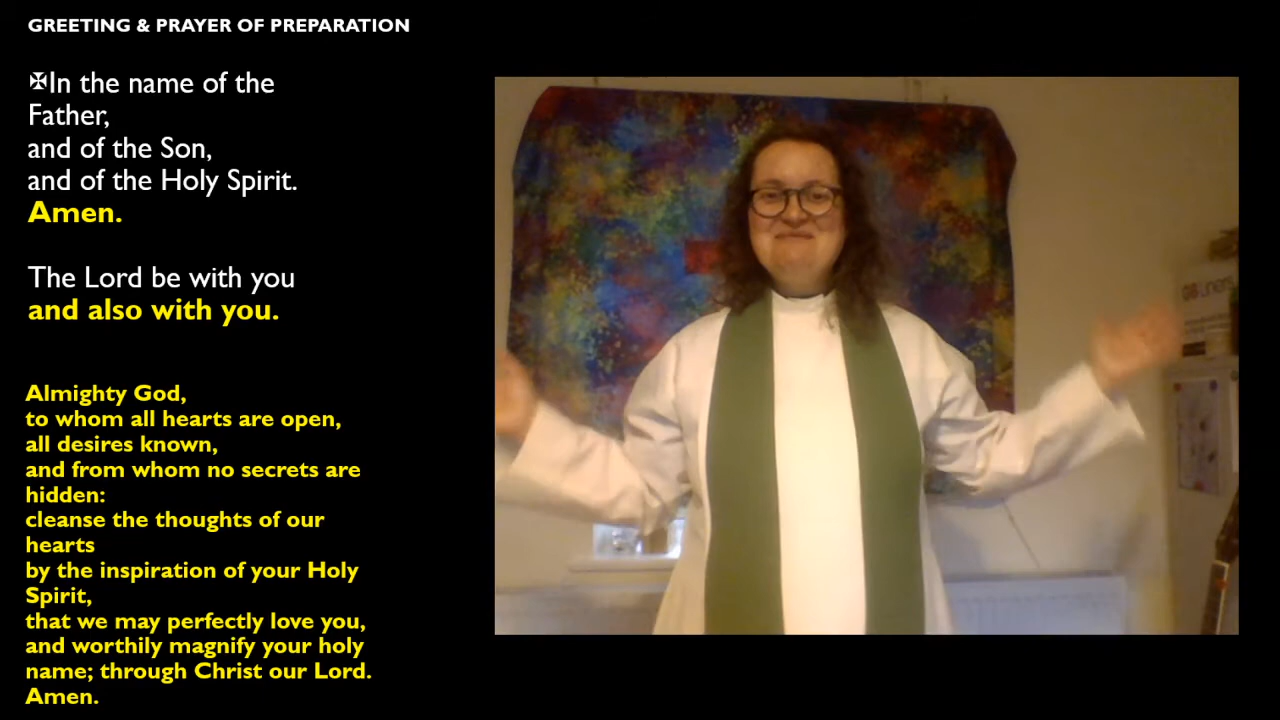 GREETING & PRAYER OF PREPARATION
✠In the name of the
Father,
and of the Son,
and of the Holy Spirit.
Amen.
The Lord be with you
and also with you.
Almighty God,
to whom all hearts are open,
all desires known,
and from whom no secrets are
hidden:
cleanse the thoughts of our
hearts
by the inspiration of your Holy
Spirit,
that we may perfectly love you,
and worthily magnify your holy
name; through Christ our Lord.
Amen.